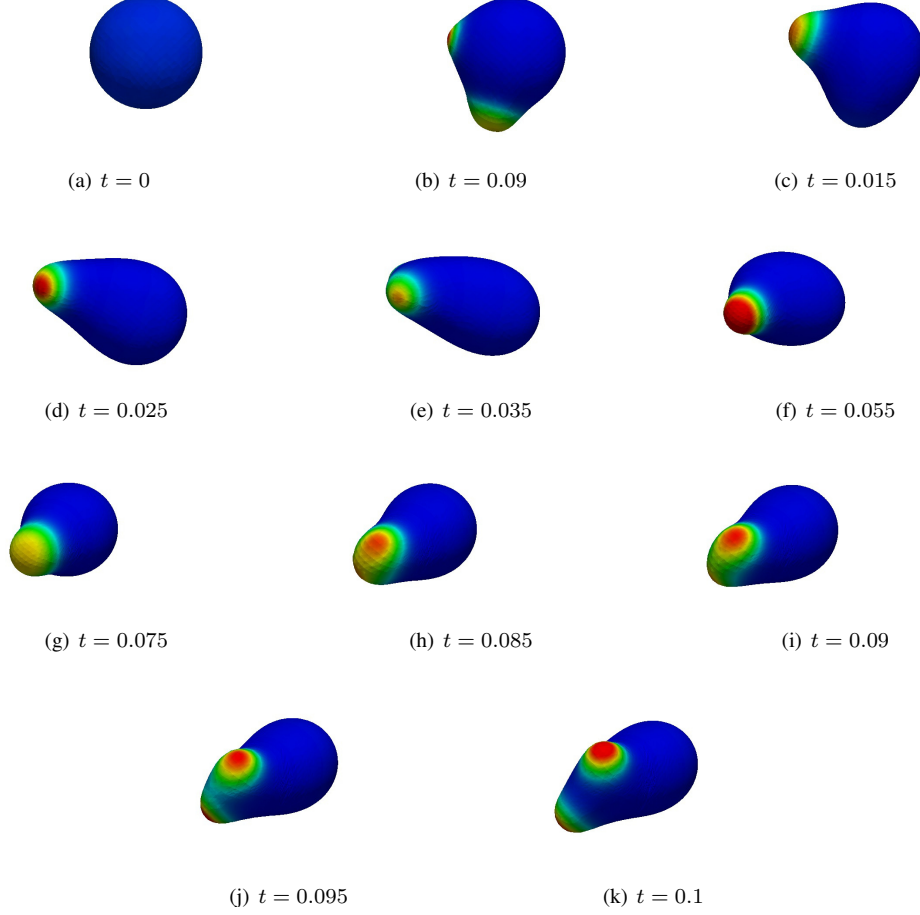 (a) t = 0
(b) t = 0.09
(c) t = 0.015
(d) t = 0.025
(e) t = 0.035
(f) t = 0.055
(g) t = 0.075
(h) t = 0.085
(i) t = 0.09
(j) t = 0.095
(k) t = 0.1